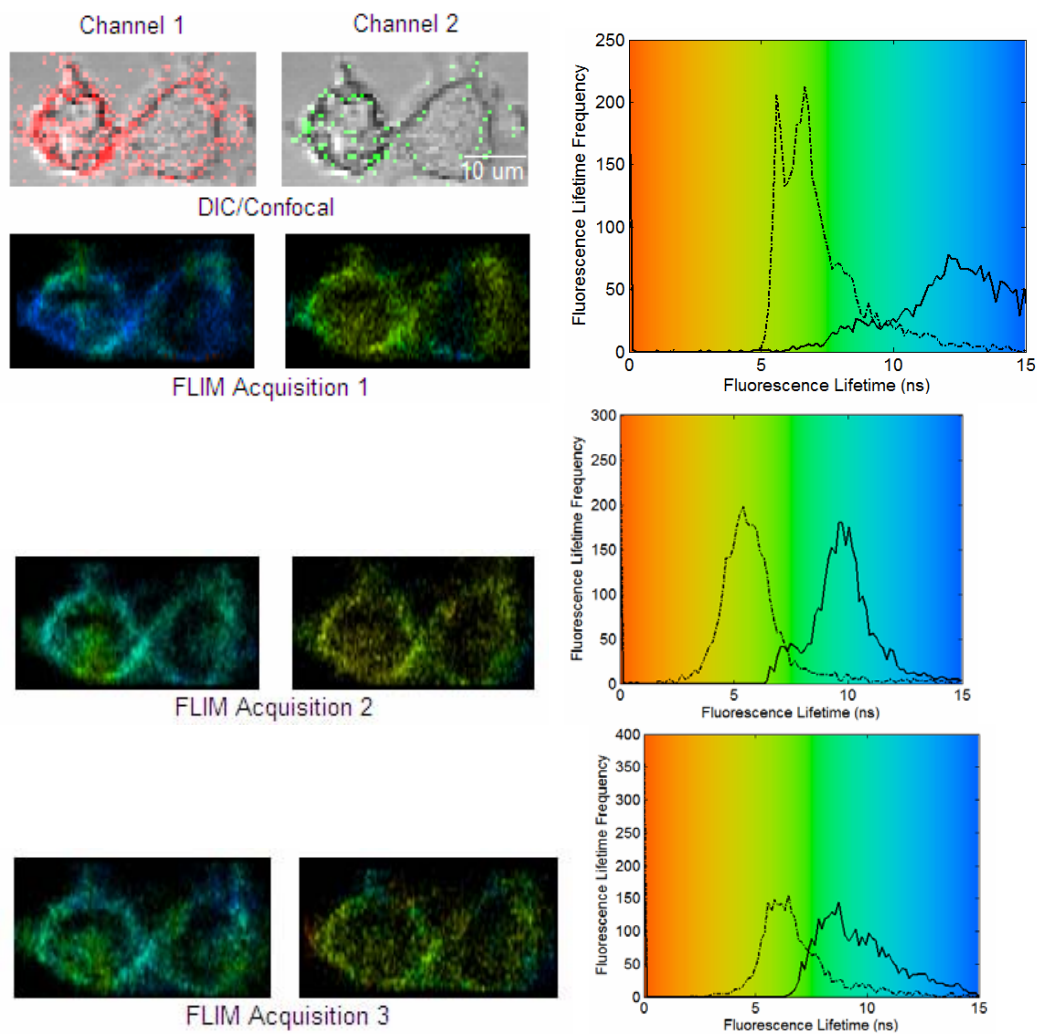 Channel 1
Channel 2
10 um
DIC/Confocal
FLIM Acquisition 1
250
200
150
100
50
0
Fluorescence Lifetime Frequency
0
5
10
15
Fluorescence Lifetime (ns)
FLIM Acquisition 2
300
250
200
150
100
50
0
Fluorescence Lifetime Frequency
0
5
10
15
Fluorescence Lifetime (ns)
FLIM Acquisition 3
400
350
300
250
200
150
100
50
0
Fluorescence Lifetime Frequency
0
5
10
15
Fluorescence Lifetime (ns)